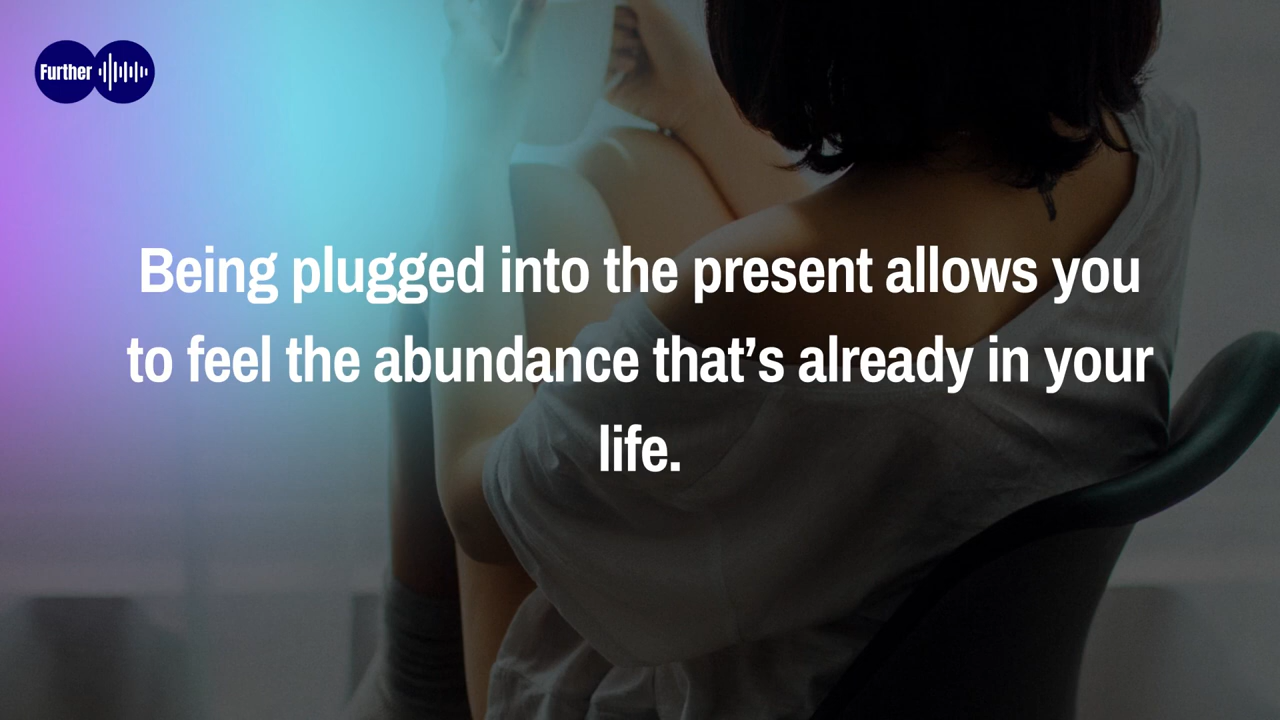 Further
Being plugged into the present allows you
to feel the abundance that’s already in your
life.